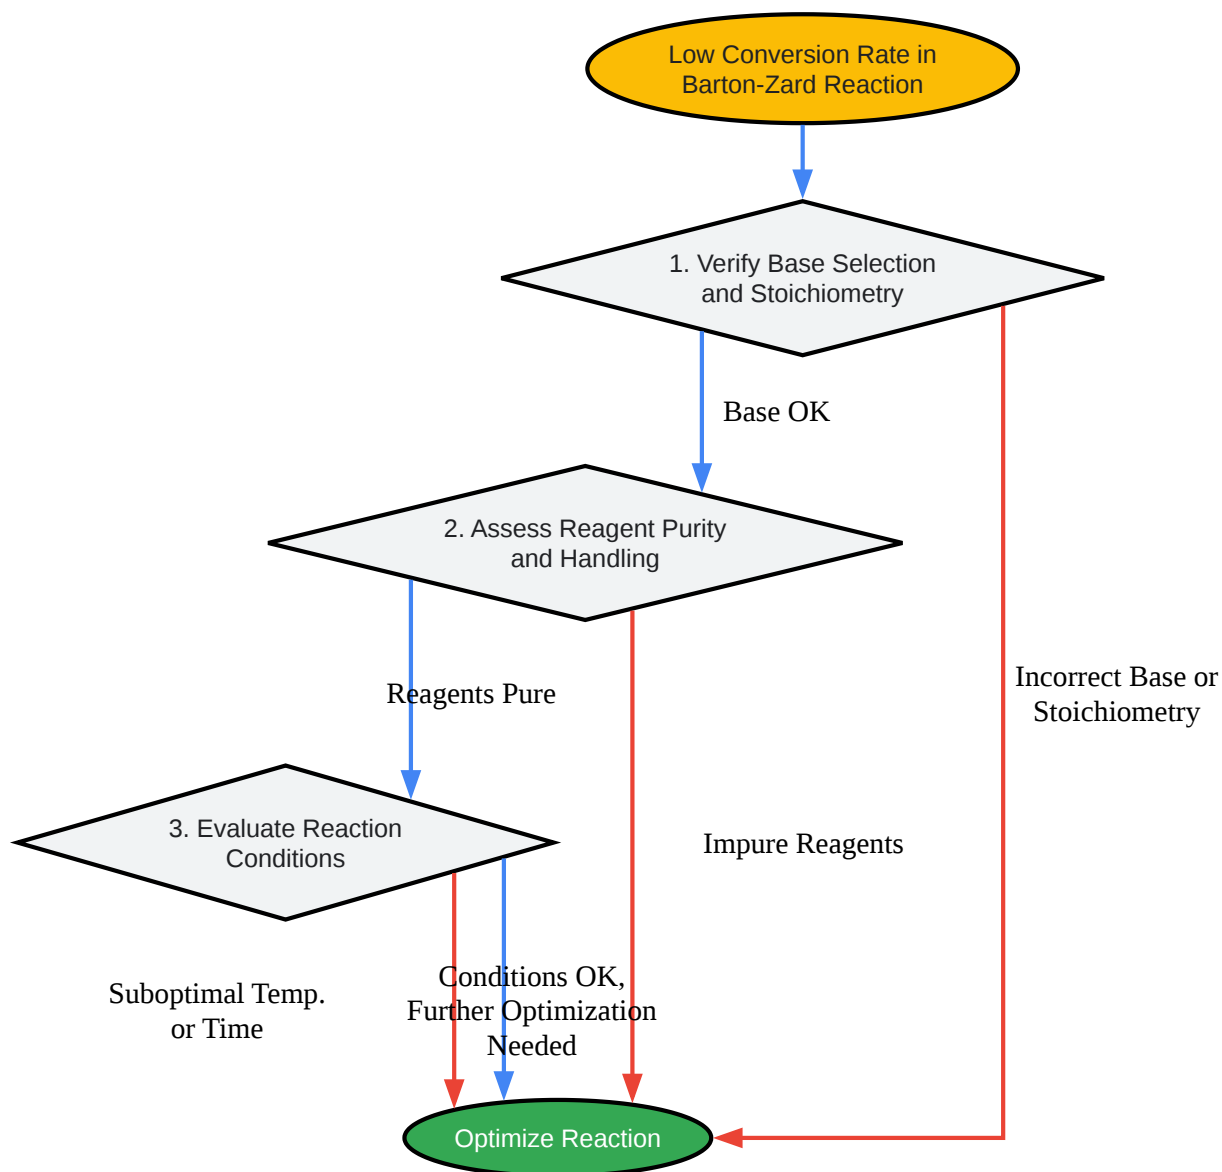 Low Conversion Rate in
Barton-Zard Reaction
1. Verify Base Selection
and Stoichiometry
Base OK
2. Assess Reagent Purity
and Handling
Incorrect Base or
Stoichiometry
Reagents Pure
3. Evaluate Reaction
Conditions
Impure Reagents
Suboptimal Temp.
or Time
Conditions OK,
Further Optimization
Needed
Optimize Reaction